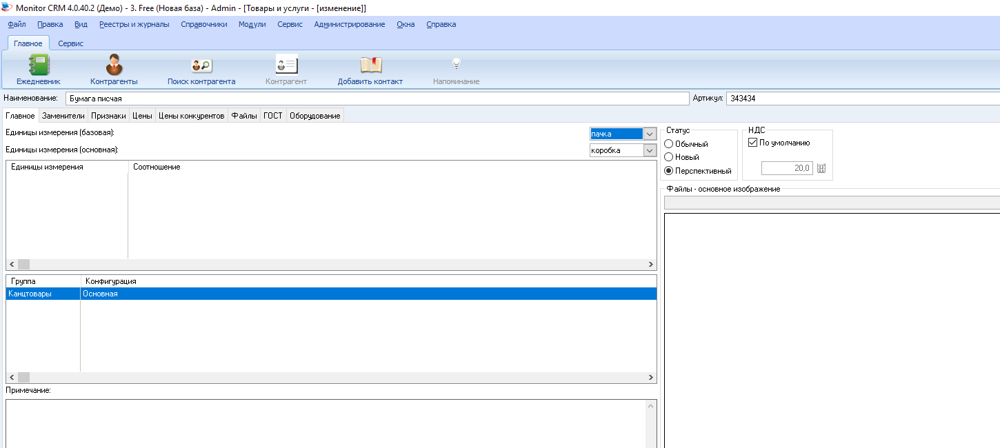 Monitor CRM 4.0.40.2 (Демо) - 3. Free (Новая база) - Admin - [Товары и услуги - [изменение]]
Файл Правка Вид Реестры и журналы Справочники Модули Сервис Администрирование Окна Справка
Главное Сервис
Ежедневник Контрагенты Поиск контрагента Контрагент Добавить контакт Напоминание
Наименование: Бумага писчая Артикул: 343434
Главное Заменители Признаки Цены Цены конкурентов Файлы ГОСТ Оборудование
Единицы измерения (базовая): пачка
Единицы измерения (основная): коробка
Статус
Обычный
Новый
Перспективный
НДС
По умолчанию
20,0
Единицы измерения Соотношение
Файлы - основное изображение
Группа Конфигурация
Канцтовары Основная
Примечание: